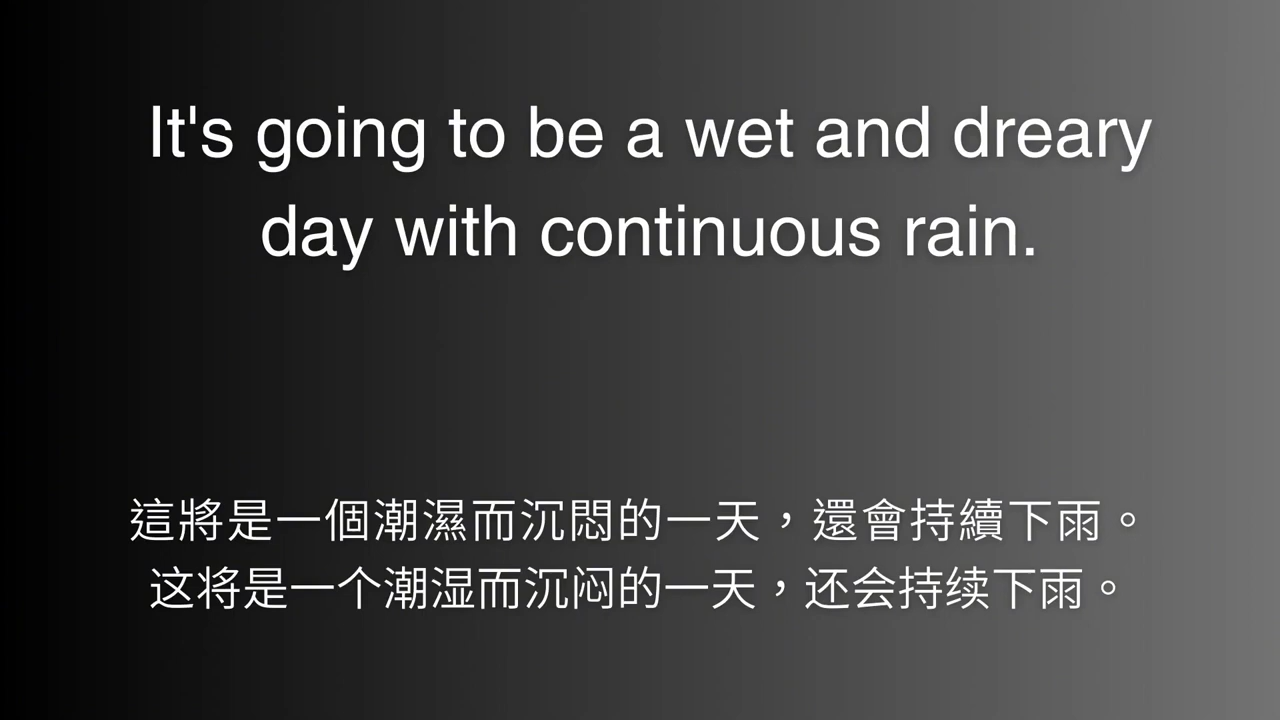 It's going to be a wet and dreary
day with continuous rain.
這將是一個潮濕而沉悶的一天，還會持續下雨。
这将是一个潮湿而沉闷的一天，还会持续下雨。